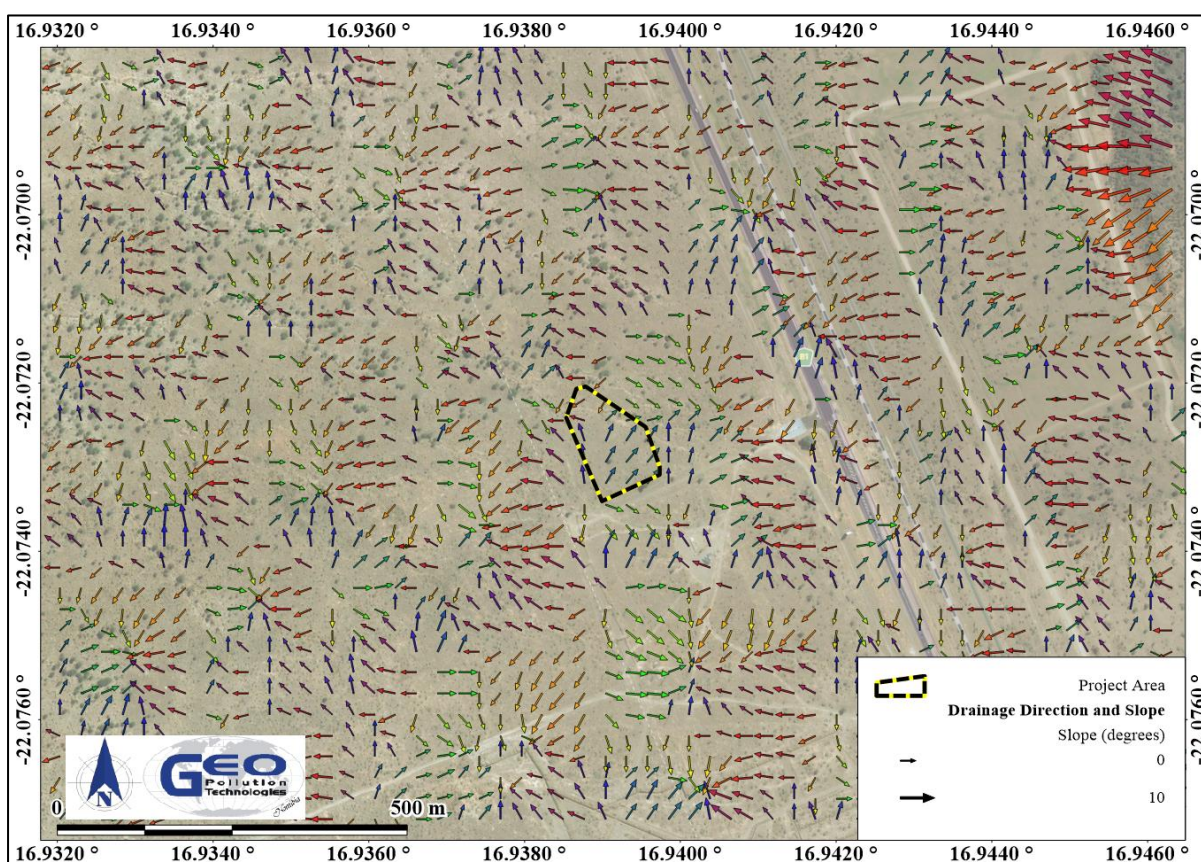 16.9320 ° 16.9340 ° 16.9360 ° 16.9380 ° 16.9400 ° 16.9420 ° 16.9440 ° 16.9460 °
-22.0700 ° -22.0700 °
-22.0720 ° -22.0720 °
-22.0740 ° -22.0740 °
-22.0760 ° -22.0760 °
B1
Project Area
Drainage Direction and Slope
Slope (degrees)
0
10
N
GEO
Pollution
Technologies
Namibia
0 500 m
16.9320 ° 16.9340 ° 16.9360 ° 16.9380 ° 16.9400 ° 16.9420 ° 16.9440 ° 16.9460 °